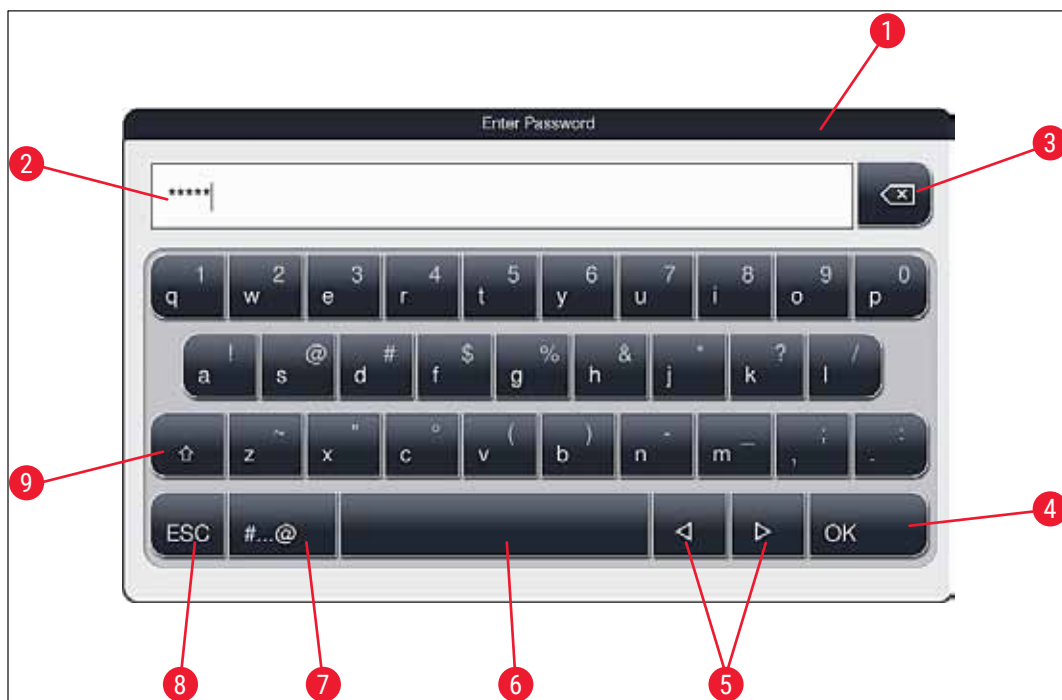 1
Enter Password
2 ***** 3
1 2 3 4 5 6 7 8 9 0
q w e r t y u i o p
! @ # $ % & * ? /
a s d f g h j k l
~ " ° ( ) - _ ; :
z x c v b n m , .
9
ESC #...@ OK 4
8 7 6 5